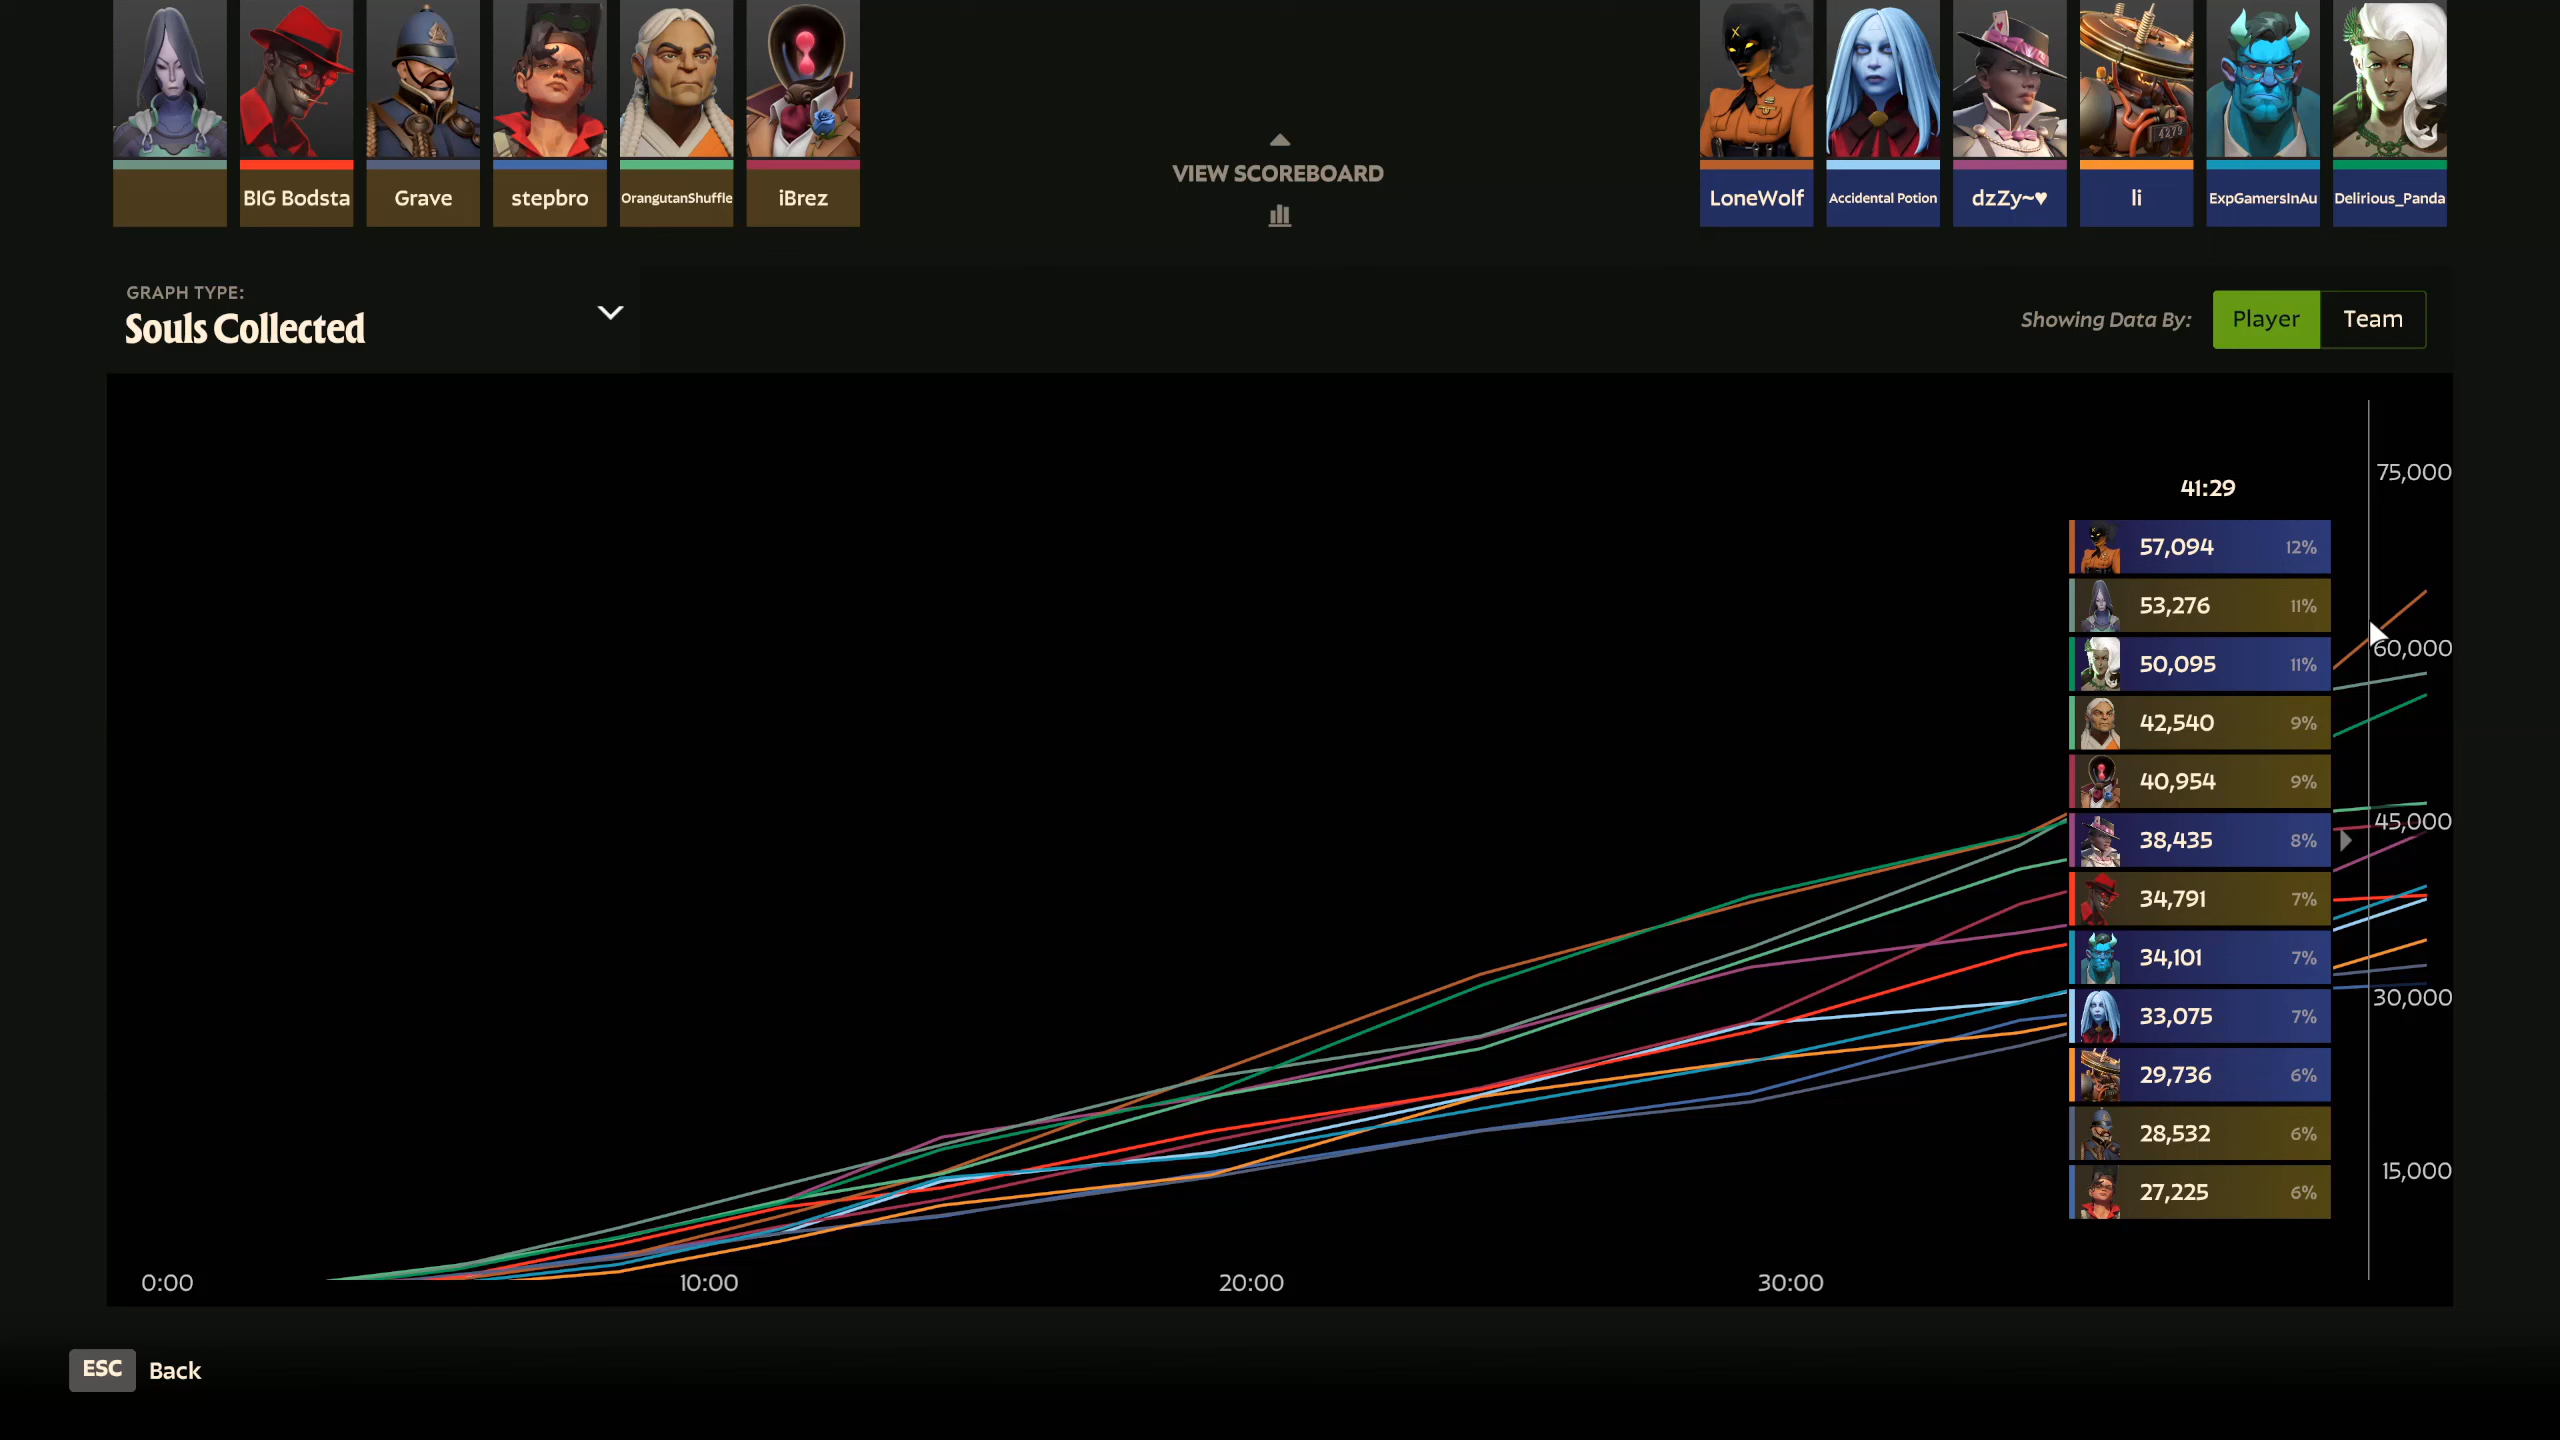 BIG Bodsta
Grave
stepbro
OrangutanShuffle
iBrez
VIEW SCOREBOARD
LoneWolf
Accidental Potion
dzZy~♥
li
ExpGamersInAu
Delirious_Panda
4279
GRAPH TYPE:
Souls Collected
Showing Data By:
Player
Team
75,000
60,000
45,000
30,000
15,000
41:29
57,094 12%
53,276 11%
50,095 11%
42,540 9%
40,954 9%
38,435 8%
34,791 7%
34,101 7%
33,075 7%
29,736 6%
28,532 6%
27,225 6%
0:00
10:00
20:00
30:00
ESC Back